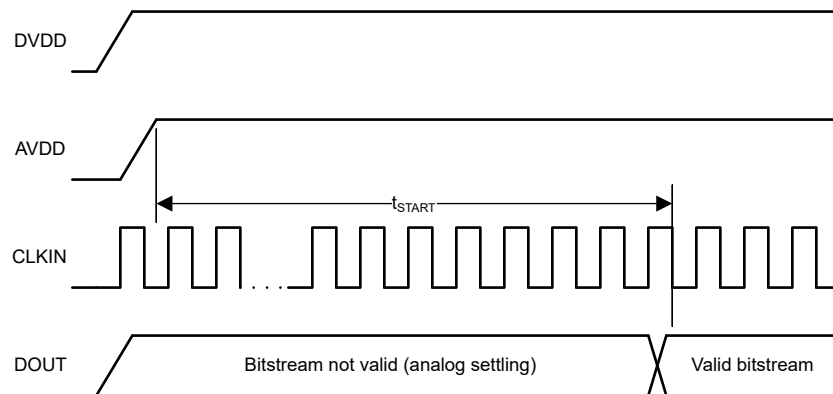 DVDD
AVDD
tSTART
CLKIN
. . .
DOUT
Bitstream not valid (analog settling)
Valid bitstream